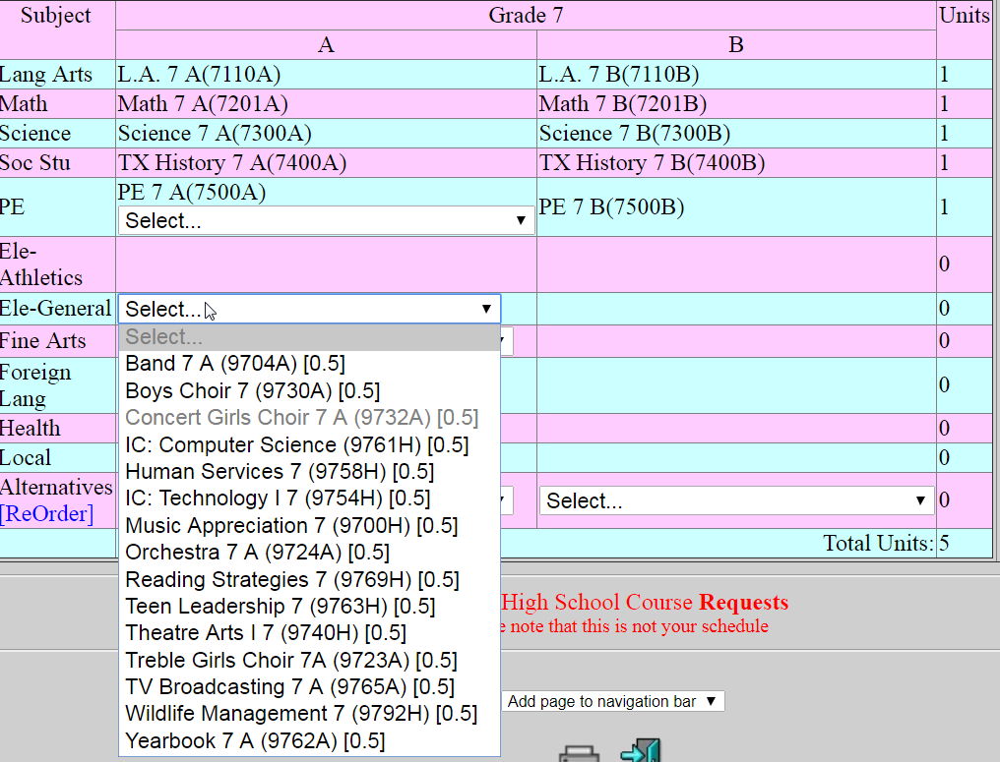 Subject Grade 7 Units
A B
Lang Arts L.A. 7 A(7110A) L.A. 7 B(7110B) 1
Math Math 7 A(7201A) Math 7 B(7201B) 1
Science Science 7 A(7300A) Science 7 B(7300B) 1
Soc Stu TX History 7 A(7400A) TX History 7 B(7400B) 1
PE PE 7 A(7500A) PE 7 B(7500B) 1
Select...
Ele-
Athletics 0
Ele-General Select... 0
Fine Arts 0
Foreign
Lang 0
Health 0
Local 0
Alternatives
[ReOrder] Select... 0
Total Units: 5
Select...
Band 7 A (9704A) [0.5]
Boys Choir 7 (9730A) [0.5]
Concert Girls Choir 7 A (9732A) [0.5]
IC: Computer Science (9761H) [0.5]
Human Services 7 (9758H) [0.5]
IC: Technology I 7 (9754H) [0.5]
Music Appreciation 7 (9700H) [0.5]
Orchestra 7 A (9724A) [0.5]
Reading Strategies 7 (9769H) [0.5]
Teen Leadership 7 (9763H) [0.5]
Theatre Arts I 7 (9740H) [0.5]
Treble Girls Choir 7A (9723A) [0.5]
TV Broadcasting 7 A (9765A) [0.5]
Wildlife Management 7 (9792H) [0.5]
Yearbook 7 A (9762A) [0.5]
High School Course Requests
note that this is not your schedule
Add page to navigation bar